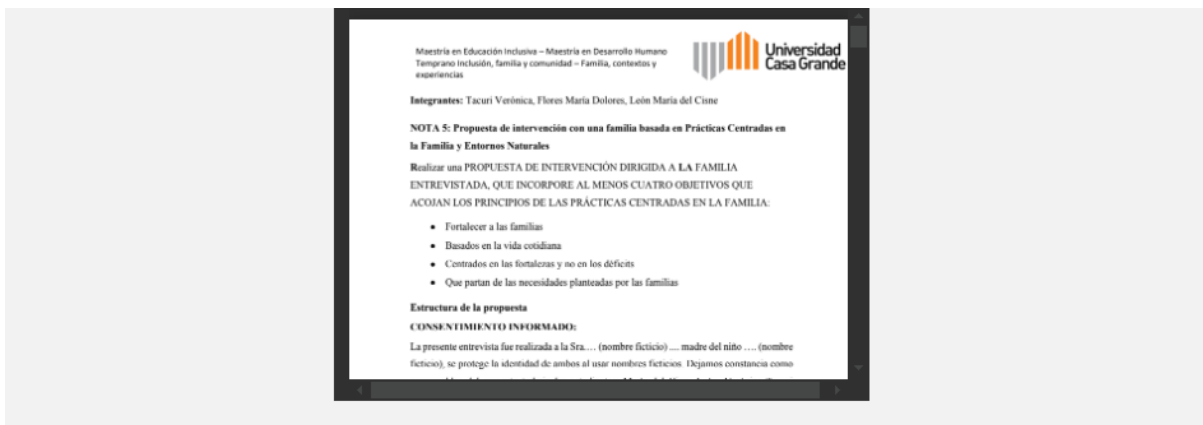 Maestría en Educación Inclusiva – Maestría en Desarrollo Humano
Temprano Inclusión, familia y comunidad – Familia, contextos y
experiencias
Universidad
Casa Grande
Integrantes: Tacuri Verónica, Flores María Dolores, León María del Cisne
NOTA 5: Propuesta de intervención con una familia basada en Prácticas Centradas en
la Familia y Entornos Naturales
Realizar una PROPUESTA DE INTERVENCIÓN DIRIGIDA A LA FAMILIA
ENTREVISTADA, QUE INCORPORE AL MENOS CUATRO OBJETIVOS QUE
ACOJAN LOS PRINCIPIOS DE LAS PRÁCTICAS CENTRADAS EN LA FAMILIA:
• Fortalecer a las familias
• Basados en la vida cotidiana
• Centrados en las fortalezas y no en los déficits
• Que partan de las necesidades planteadas por las familias
Estructura de la propuesta
CONSENTIMIENTO INFORMADO:
La presente entrevista fue realizada a la Sra.… (nombre ficticio) .... madre del niño …. (nombre
ficticio), se protege la identidad de ambos al usar nombres ficticios. Dejamos constancia como